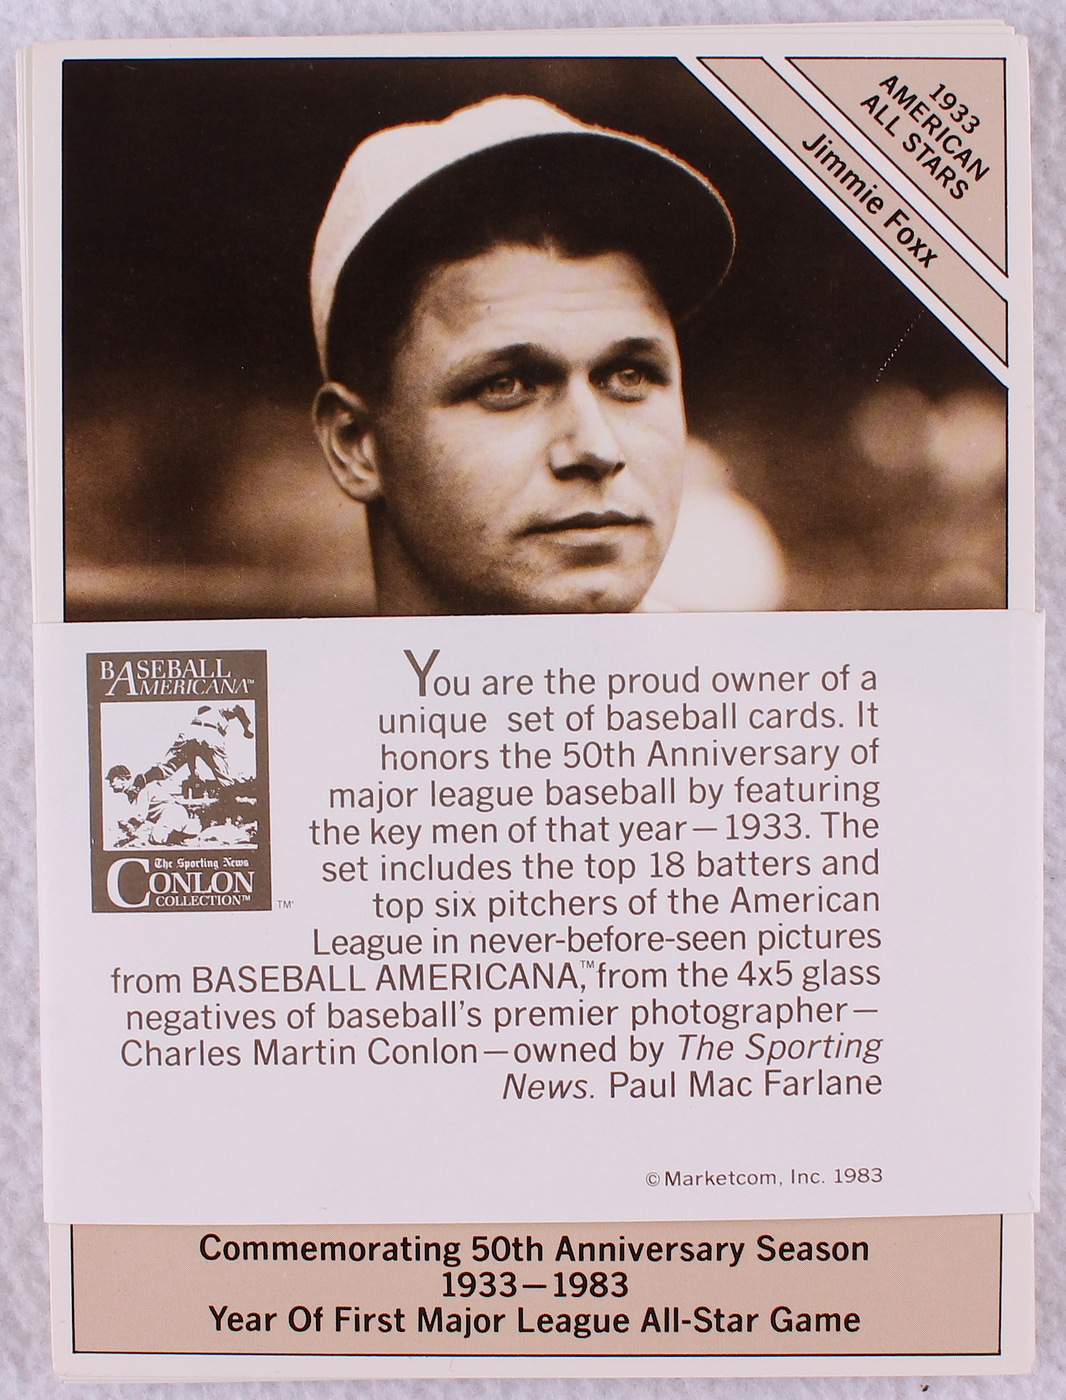 1933
AMERICAN
ALL STARS
Jimmie Foxx
BASEBALL
AMERICANA™
The Sporting News
CONLON
COLLECTION™
TM
You are the proud owner of a
unique set of baseball cards. It
honors the 50th Anniversary of
major league baseball by featuring
the key men of that year—1933. The
set includes the top 18 batters and
top six pitchers of the American
League in never-before-seen pictures
from BASEBALL AMERICANA,™ from the 4x5 glass
negatives of baseball's premier photographer—
Charles Martin Conlon—owned by The Sporting
News. Paul Mac Farlane
© Marketcom, Inc. 1983
Commemorating 50th Anniversary Season
1933—1983
Year Of First Major League All-Star Game